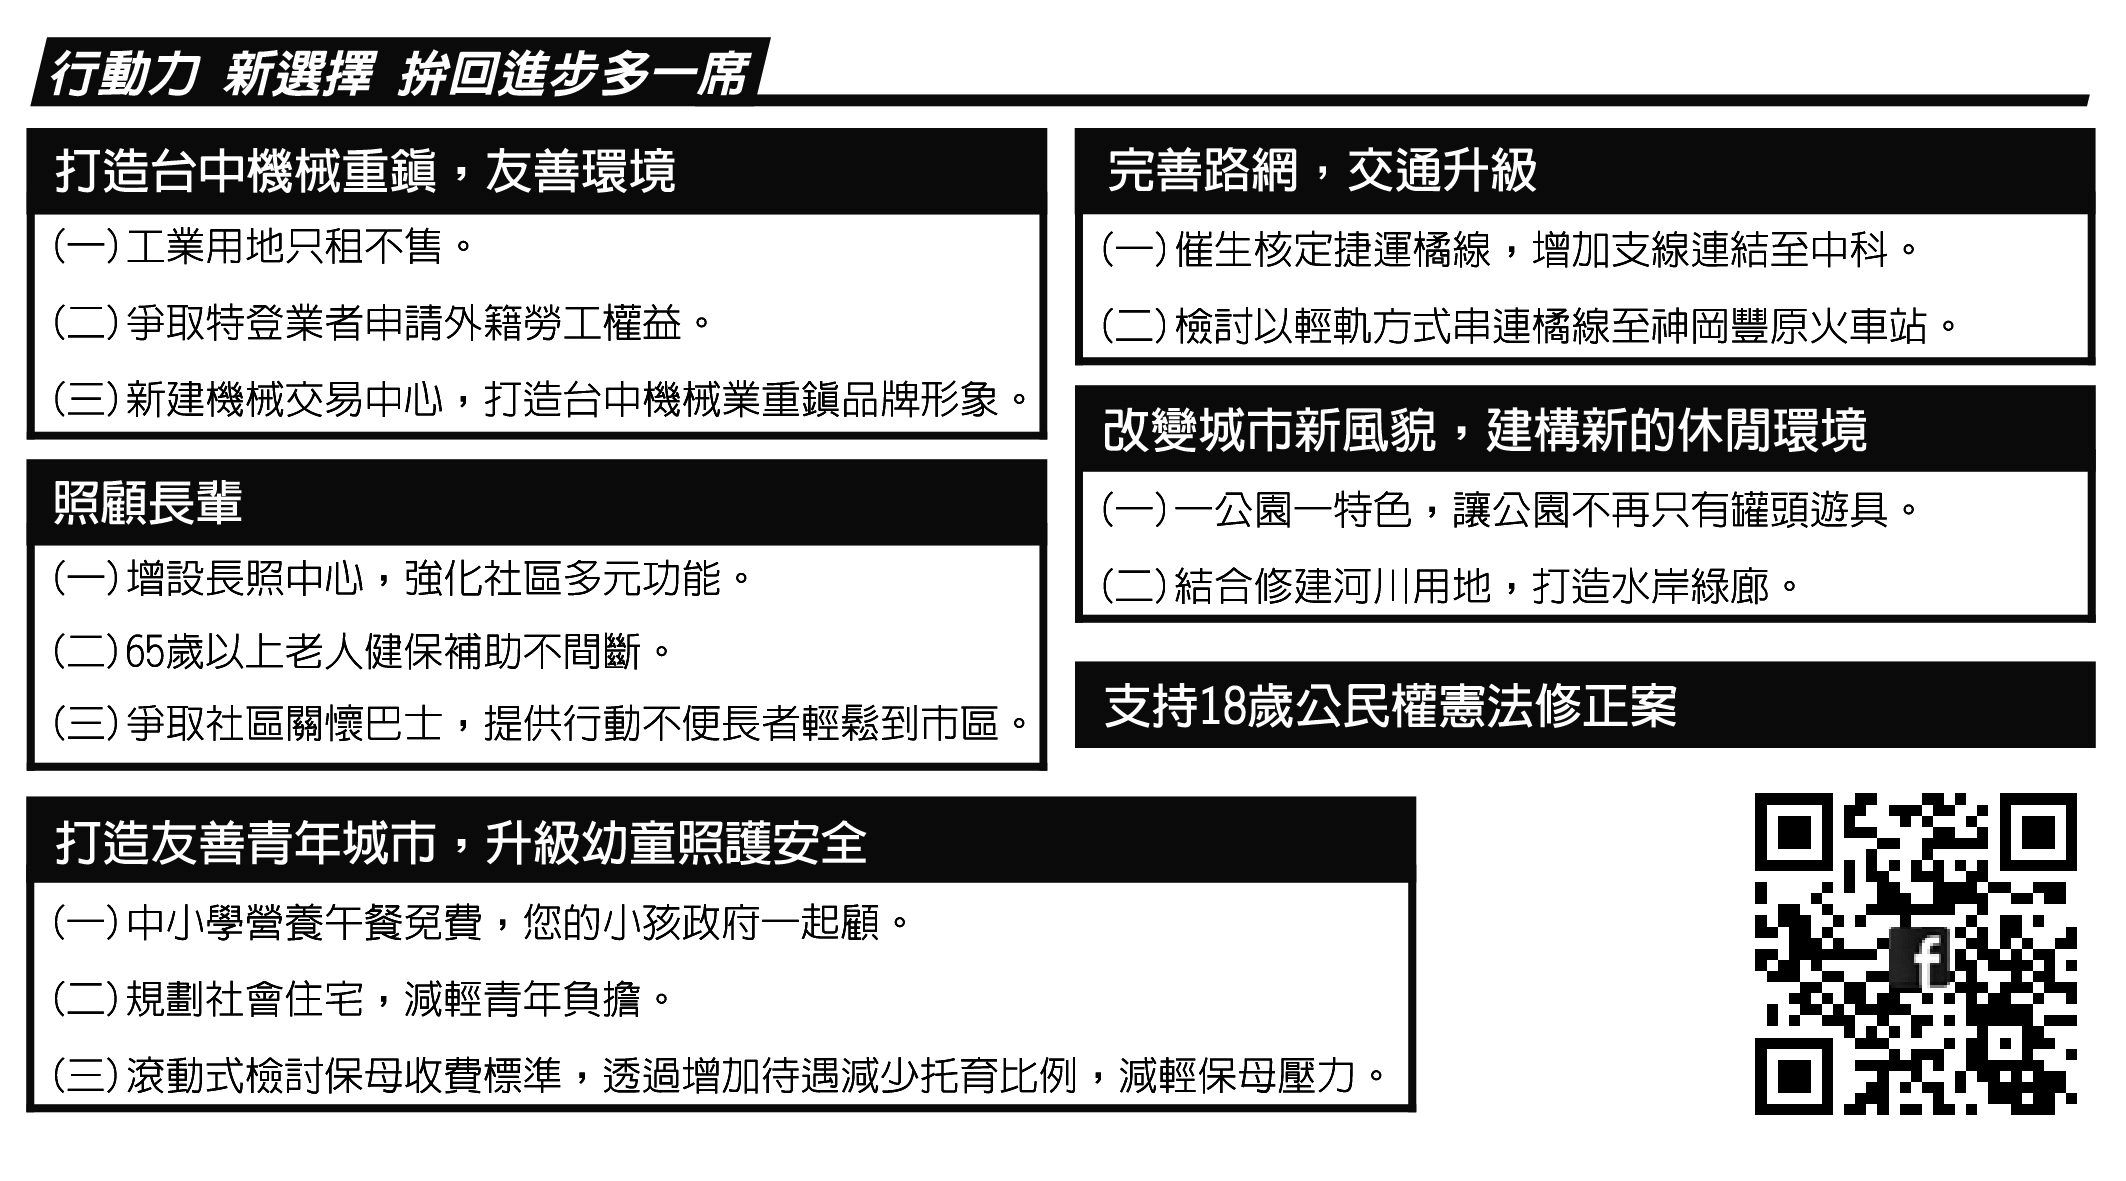 行動力 新選擇 拚回進步多一席
打造台中機械重鎭，友善環境
(一)工業用地只租不售。
(二)爭取特登業者申請外籍勞工權益。
(三)新建機械交易中心，打造台中機械業重鎭品牌形象。
照顧長輩
(一)增設長照中心，強化社區多元功能。
(二)65歲以上老人健保補助不間斷。
(三)爭取社區關懷巴士，提供行動不便長者輕鬆到市區。
打造友善青年城市，升級幼童照護安全
(一)中小學營養午餐免費，您的小孩政府一起顧。
(二)規劃社會住宅，減輕青年負擔。
(三)滾動式檢討保母收費標準，透過增加待遇減少托育比例，減輕保母壓力。
完善路網，交通升級
(一)催生核定捷運橘線，增加支線連結至中科。
(二)檢討以輕軌方式串連橘線至神岡豐原火車站。
改變城市新風貌，建構新的休閒環境
(一)一公園一特色，讓公園不再只有罐頭遊具。
(二)結合修建河川用地，打造水岸綠廊。
支持18歲公民權憲法修正案
f